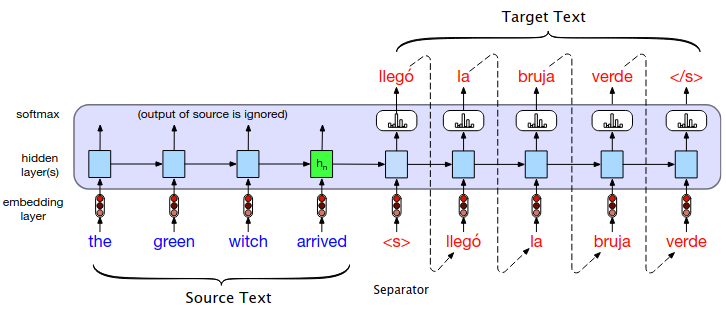 Target Text
llegó la bruja verde </s>
softmax (output of source is ignored)
hidden
layer(s)
hn
embedding
layer
the green witch arrived <s> llegó la bruja verde
Separator
Source Text